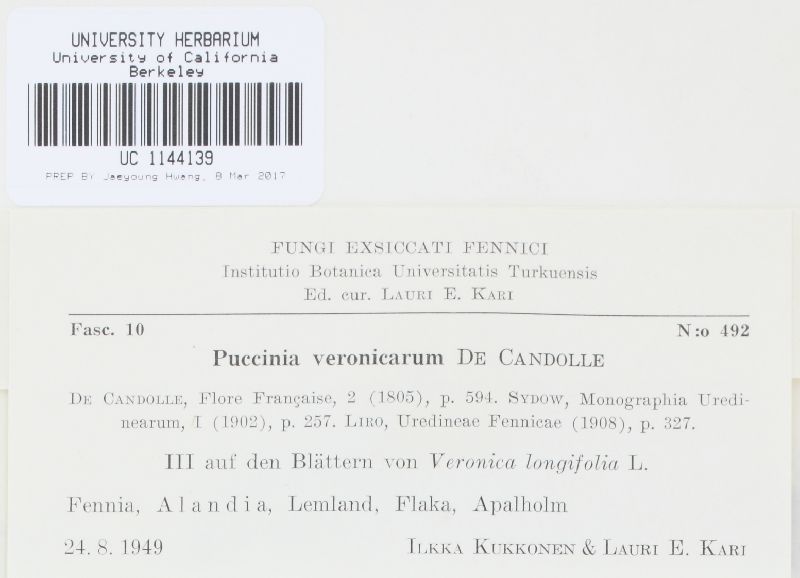 UNIVERSITY HERBARIUM
University of California
Berkeley
UC 1144139
PREP BY Jaeyoung Hwang, 8 Mar 2017
FUNGI EXSICCATI FENNICI
Institutio Botanica Universitatis Turkuensis
Ed. cur. LAURI E. KARI
Fasc. 10 N:o 492
Puccinia veronicarum DE CANDOLLE
DE CANDOLLE, Flore Française, 2 (1805), p. 594. SYDOW, Monographia Uredi-
nearum, I (1902), p. 257. LIRO, Uredineae Fennicae (1908), p. 327.
III auf den Blättern von Veronica longifolia L.
Fennia, Alandia, Lemland, Flaka, Apalholm
24. 8. 1949 ILKKA KUKKONEN & LAURI E. KARI